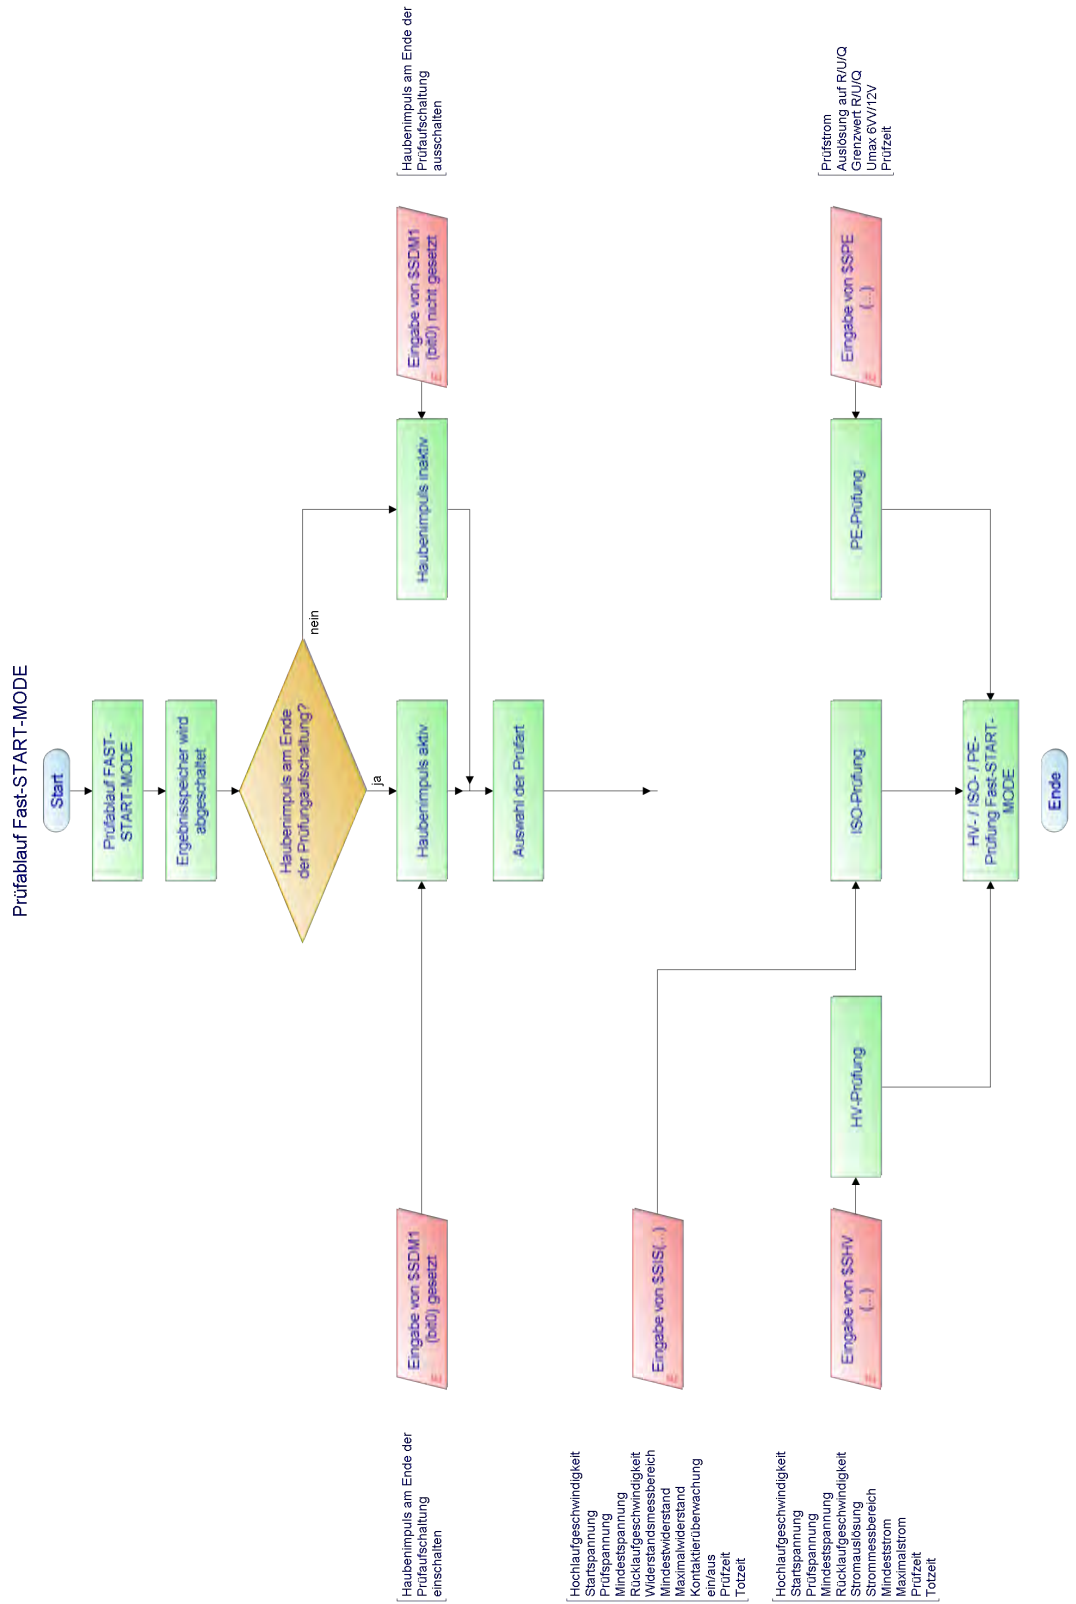 Prüfablauf Fast-START-MODE
Start
Prüfablauf FAST-
START-MODE
Ergebnisspeicher wird
abgeschaltet
Haubenimpuls am Ende
der Prüfungaufschaltung?
nein
ja
Eingabe von $SDM1
(bit0) gesetzt
E
Haubenimpuls am Ende der
Prüfaufschaltung
einschalten
Haubenimpuls aktiv
Haubenimpuls inaktiv
Eingabe von $SDM1
(bit0) nicht gesetzt
E
Haubenimpuls am Ende der
Prüfaufschaltung
ausschalten
Auswahl der Prüfart
Hochlaufgeschwindigkeit
Startspannung
Prüfspannung
Mindestspannung
Rücklaufgeschwindigkeit
Widerstandsmessbereich
Mindestwiderstand
Maximalwiderstand
Kontaktierüberwachung
ein/aus
Prüfzeit
Totzeit
Eingabe von $SIS(...)
E
Hochlaufgeschwindigkeit
Startspannung
Prüfspannung
Mindestspannung
Rücklaufgeschwindigkeit
Stromauslösung
Strommessbereich
Mindeststrom
Maximalstrom
Prüfzeit
Totzeit
Eingabe von $SHV
(...)
E
HV-Prüfung
ISO-Prüfung
PE-Prüfung
Eingabe von $SPE
(...)
E
Prüfstrom
Auslösung auf R/U/Q
Grenzwert R/U/Q
Umax 6VV/12V
Prüfzeit
HV- / ISO- / PE-
Prüfung Fast-START-
MODE
Ende